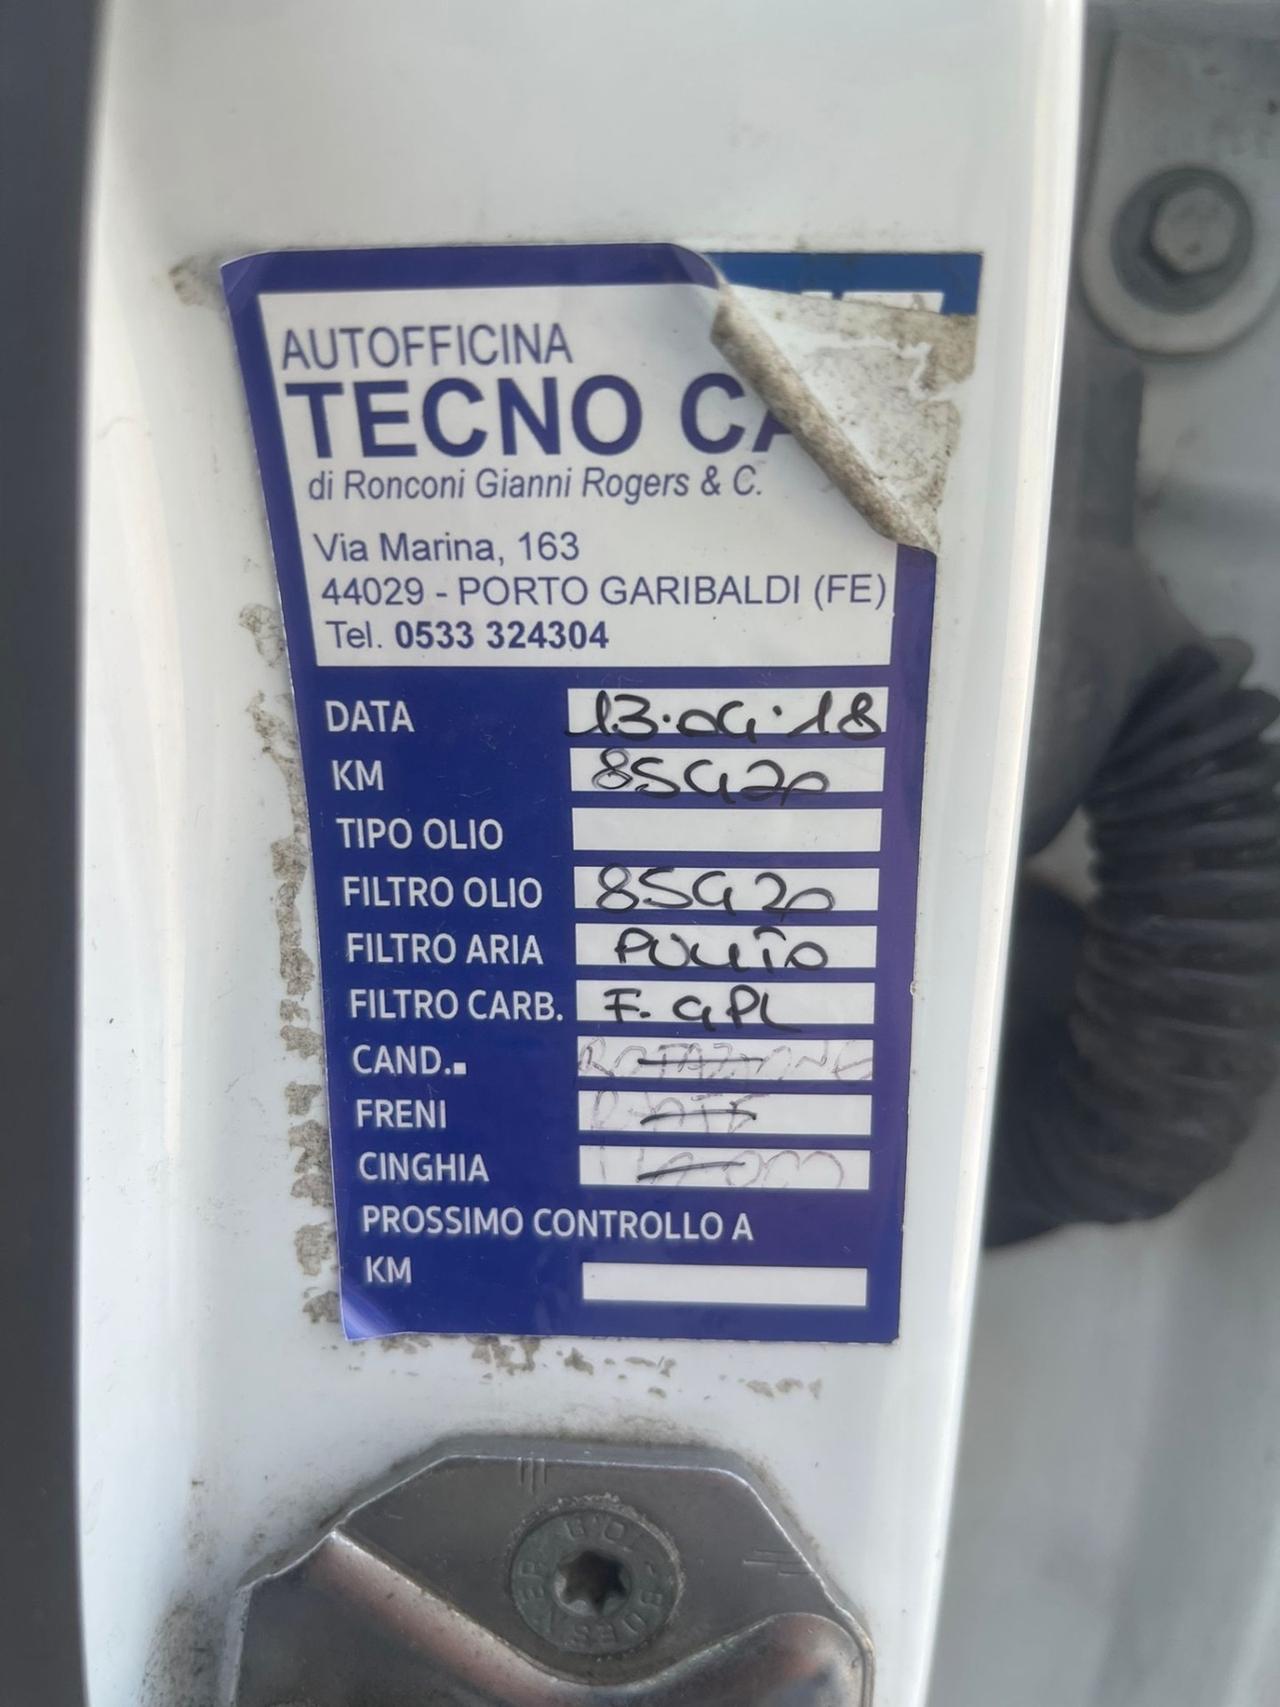 AUTOFFICINA
TECNO CA
di Ronconi Gianni Rogers & C.
Via Marina, 163
44029 - PORTO GARIBALDI (FE)
Tel. 0533 324304
DATA 13.04.18
KM 85420
TIPO OLIO
FILTRO OLIO 85420
FILTRO ARIA PULITO
FILTRO CARB. F. GPL
CAND. ROTAZIONE
FRENI
CINGHIA
PROSSIMO CONTROLLO A
KM